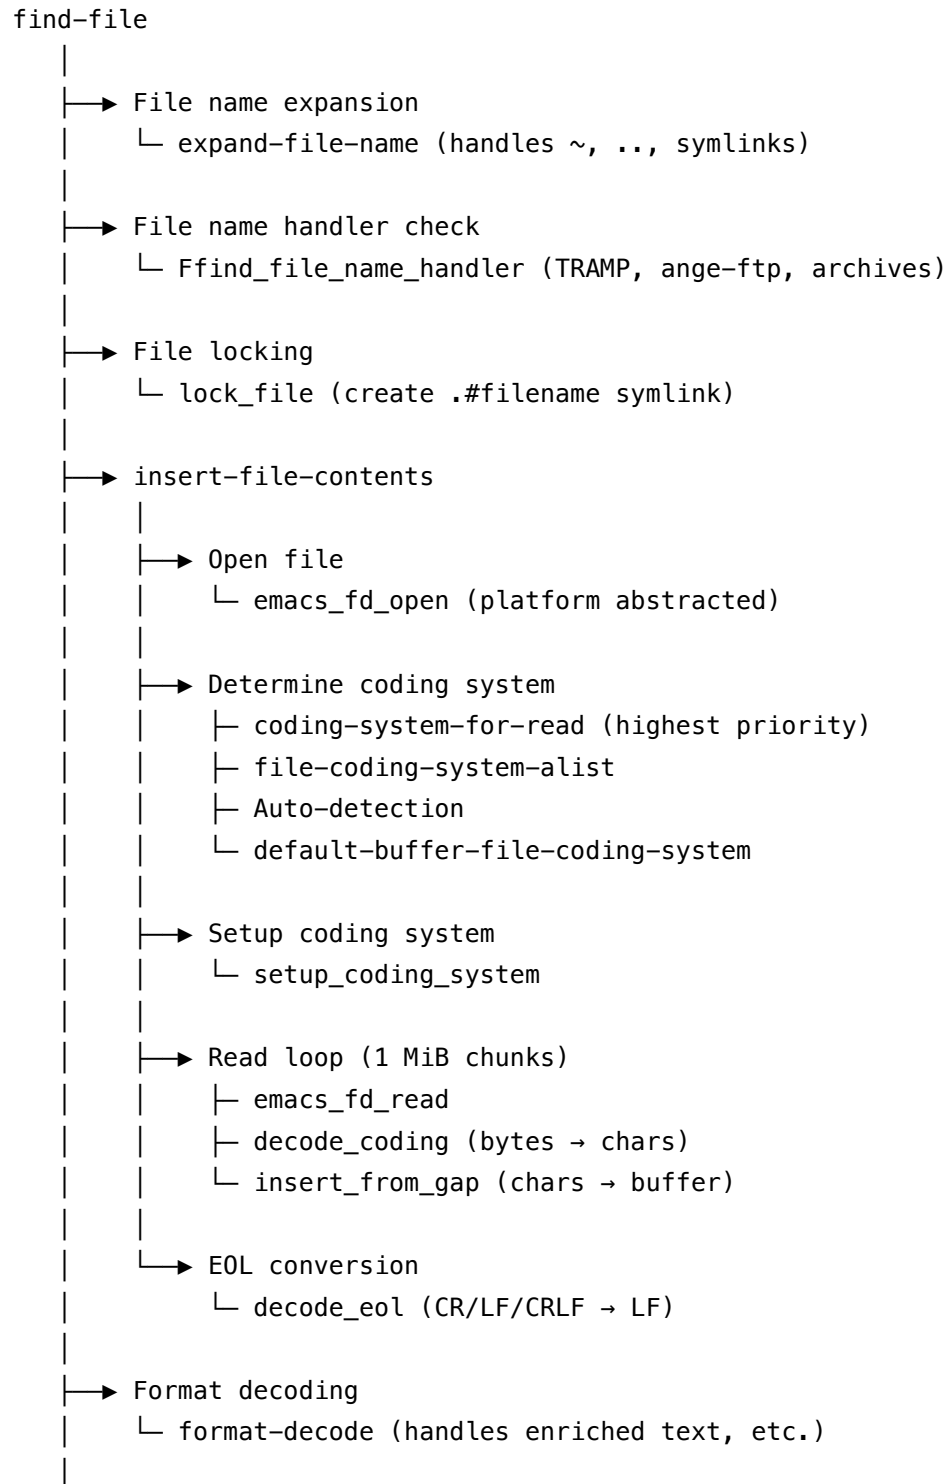 find-file
│
├──▶ File name expansion
│    └─ expand-file-name (handles ~, .., symlinks)
│
├──▶ File name handler check
│    └─ Ffind_file_name_handler (TRAMP, ange-ftp, archives)
│
├──▶ File locking
│    └─ lock_file (create .#filename symlink)
│
├──▶ insert-file-contents
│    │
│    ├──▶ Open file
│    │    └─ emacs_fd_open (platform abstracted)
│    │
│    ├──▶ Determine coding system
│    │    ├─ coding-system-for-read (highest priority)
│    │    ├─ file-coding-system-alist
│    │    ├─ Auto-detection
│    │    └─ default-buffer-file-coding-system
│    │
│    ├──▶ Setup coding system
│    │    └─ setup_coding_system
│    │
│    ├──▶ Read loop (1 MiB chunks)
│    │    ├─ emacs_fd_read
│    │    ├─ decode_coding (bytes → chars)
│    │    └─ insert_from_gap (chars → buffer)
│    │
│    └──▶ EOL conversion
│         └─ decode_eol (CR/LF/CRLF → LF)
│
├──▶ Format decoding
│    └─ format-decode (handles enriched text, etc.)
│